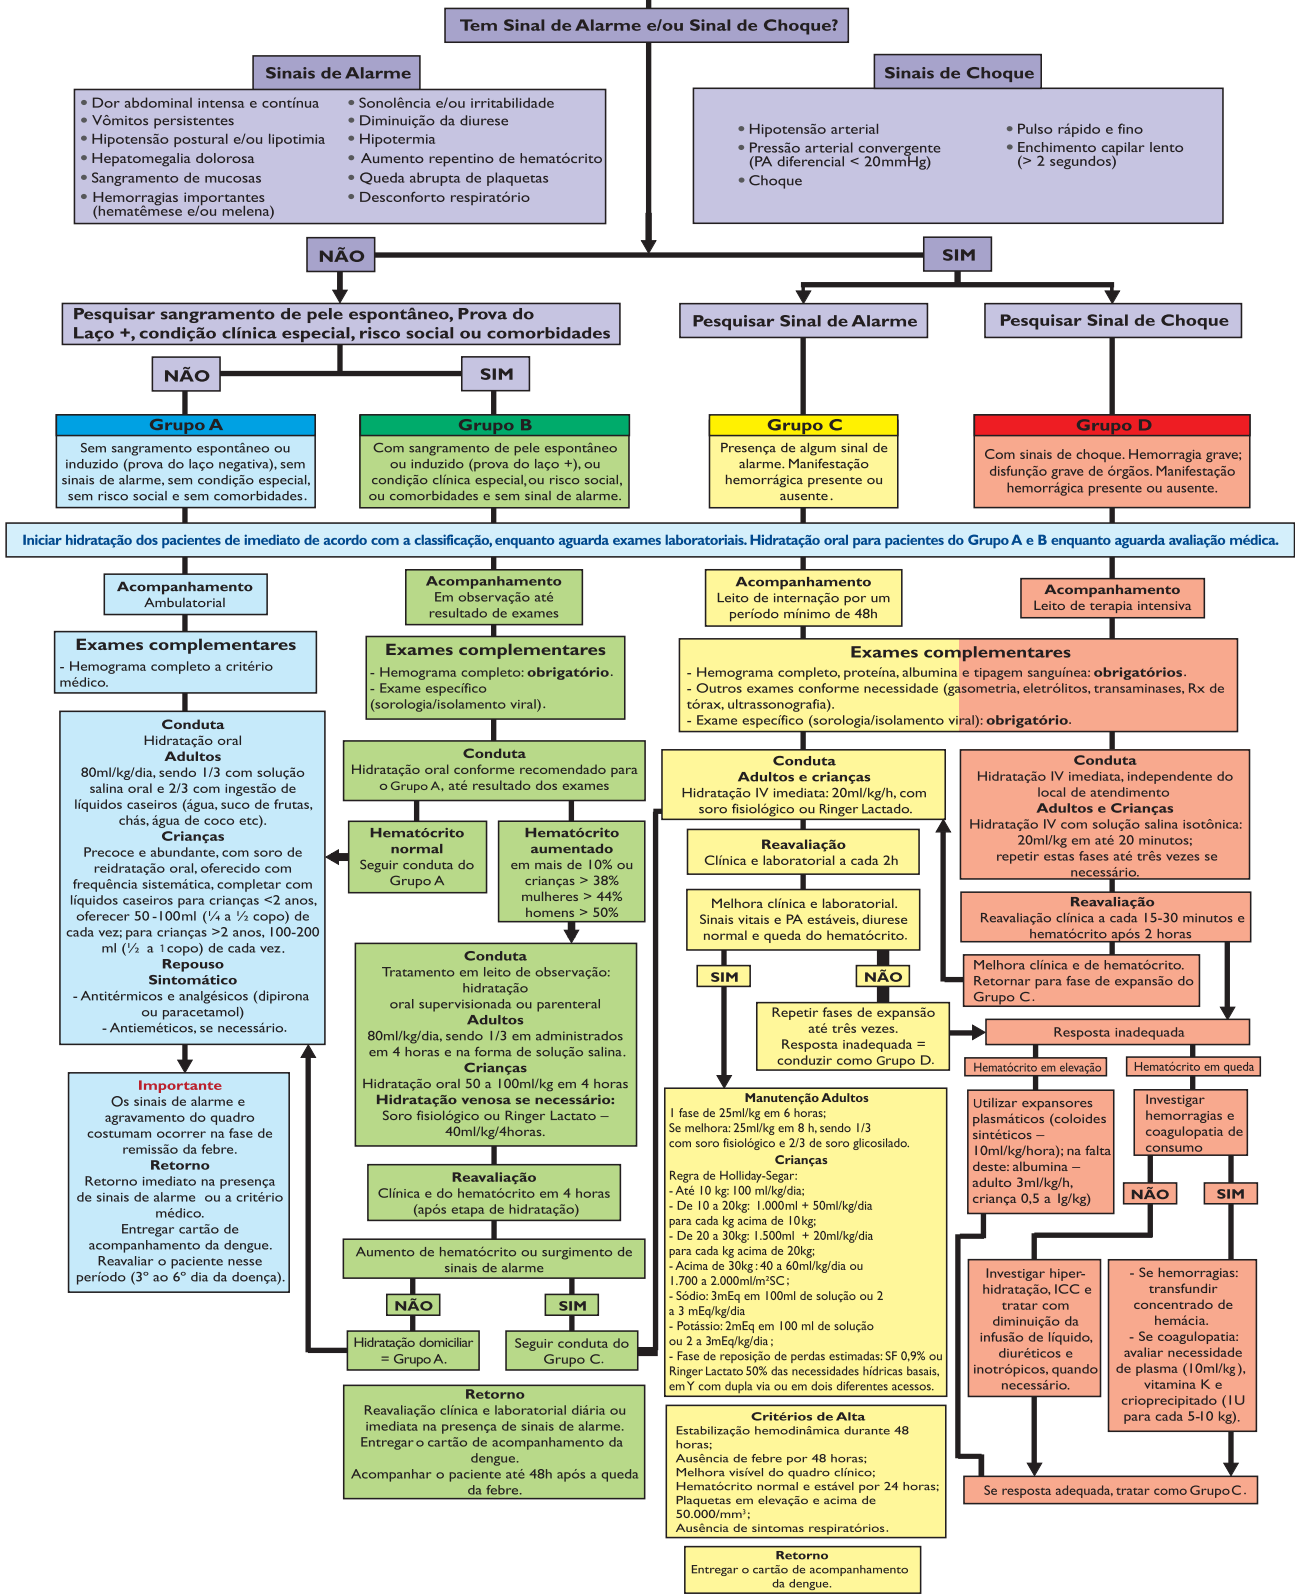 Tem Sinal de Alarme e/ou Sinal de Choque?
Sinais de Alarme
• Dor abdominal intensa e contínua
• Vômitos persistentes
• Hipotensão postural e/ou lipotimia
• Hepatomegalia dolorosa
• Sangramento de mucosas
• Hemorragias importantes
(hematêmese e/ou melena)
• Sonolência e/ou irritabilidade
• Diminuição da diurese
• Hipotermia
• Aumento repentino de hematócrito
• Queda abrupta de plaquetas
• Desconforto respiratório
Sinais de Choque
• Hipotensão arterial
• Pressão arterial convergente
(PA diferencial < 20mmHg)
• Choque
• Pulso rápido e fino
• Enchimento capilar lento
(> 2 segundos)
NÃO
SIM
Pesquisar sangramento de pele espontâneo, Prova do
Laço +, condição clínica especial, risco social ou comorbidades
Pesquisar Sinal de Alarme
Pesquisar Sinal de Choque
NÃO
SIM
Grupo A
Sem sangramento espontâneo ou
induzido (prova do laço negativa), sem
sinais de alarme, sem condição especial,
sem risco social e sem comorbidades.
Grupo B
Com sangramento de pele espontâneo
ou induzido (prova do laço +), ou
condição clínica especial, ou risco social,
ou comorbidades e sem sinal de alarme.
Grupo C
Presença de algum sinal de
alarme. Manifestação
hemorrágica presente ou
ausente.
Grupo D
Com sinais de choque. Hemorragia grave;
disfunção grave de órgãos. Manifestação
hemorrágica presente ou ausente.
Iniciar hidratação dos pacientes de imediato de acordo com a classificação, enquanto aguarda exames laboratoriais. Hidratação oral para pacientes do Grupo A e B enquanto aguarda avaliação médica.
Acompanhamento
Ambulatorial
Exames complementares
- Hemograma completo a critério
médico.
Conduta
Hidratação oral
Adultos
80ml/kg/dia, sendo 1/3 com solução
salina oral e 2/3 com ingestão de
líquidos caseiros (água, suco de frutas,
chás, água de coco etc).
Crianças
Precoce e abundante, com soro de
reidratação oral, oferecido com
frequência sistemática, completar com
líquidos caseiros para crianças <2 anos,
oferecer 50 -100ml (¼ a ½ copo) de
cada vez; para crianças >2 anos, 100-200
ml (½ a 1copo) de cada vez.
Repouso
Sintomático
- Antitérmicos e analgésicos (dipirona
ou paracetamol)
- Antieméticos, se necessário.
Importante
Os sinais de alarme e
agravamento do quadro
costumam ocorrer na fase de
remissão da febre.
Retorno
Retorno imediato na presença
de sinais de alarme ou a critério
médico.
Entregar cartão de
acompanhamento da dengue.
Reavaliar o paciente nesse
período (3º ao 6º dia da doença).
Acompanhamento
Em observação até
resultado de exames
Exames complementares
- Hemograma completo: obrigatório.
- Exame específico
(sorologia/isolamento viral).
Conduta
Hidratação oral conforme recomendado para
o Grupo A, até resultado dos exames
Hematócrito
normal
Seguir conduta do
Grupo A
Hematócrito
aumentado
em mais de 10% ou
crianças > 38%
mulheres > 44%
homens > 50%
Conduta
Tratamento em leito de observação:
hidratação
oral supervisionada ou parenteral
Adultos
80ml/kg/dia, sendo 1/3 em administrados
em 4 horas e na forma de solução salina.
Crianças
Hidratação oral 50 a 100ml/kg em 4 horas
Hidratação venosa se necessário:
Soro fisiológico ou Ringer Lactato –
40ml/kg/4horas.
Reavaliação
Clínica e do hematócrito em 4 horas
(após etapa de hidratação)
Aumento de hematócrito ou surgimento de
sinais de alarme
NÃO
SIM
Hidratação domiciliar
= Grupo A.
Seguir conduta do
Grupo C.
Retorno
Reavaliação clínica e laboratorial diária ou
imediata na presença de sinais de alarme.
Entregar o cartão de acompanhamento da
dengue.
Acompanhar o paciente até 48h após a queda
da febre.
Acompanhamento
Leito de internação por um
período mínimo de 48h
Acompanhamento
Leito de terapia intensiva
Exames complementares
- Hemograma completo, proteína, albumina e tipagem sanguínea: obrigatórios.
- Outros exames conforme necessidade (gasometria, eletrólitos, transaminases, Rx de
tórax, ultrassonografia).
- Exame específico (sorologia/isolamento viral): obrigatório.
Conduta
Adultos e crianças
Hidratação IV imediata: 20ml/kg/h, com
soro fisiológico ou Ringer Lactado.
Reavaliação
Clínica e laboratorial a cada 2h
Melhora clínica e laboratorial.
Sinais vitais e PA estáveis, diurese
normal e queda do hematócrito.
SIM
NÃO
Repetir fases de expansão
até três vezes.
Resposta inadequada =
conduzir como Grupo D.
Manutenção Adultos
1 fase de 25ml/kg em 6 horas;
Se melhora: 25ml/kg em 8 h, sendo 1/3
com soro fisiológico e 2/3 de soro glicosilado.
Crianças
Regra de Holliday-Segar:
- Até 10 kg: 100 ml/kg/dia;
- De 10 a 20kg: 1.000ml + 50ml/kg/dia
para cada kg acima de 10kg;
- De 20 a 30kg: 1.500ml + 20ml/kg/dia
para cada kg acima de 20kg;
- Acima de 30kg: 40 a 60ml/kg/dia ou
1.700 a 2.000ml/m²SC;
- Sódio: 3mEq em 100ml de solução ou 2
a 3 mEq/kg/dia
- Potássio: 2mEq em 100 ml de solução
ou 2 a 3mEq/kg/dia;
- Fase de reposição de perdas estimadas: SF 0,9% ou
Ringer Lactato 50% das necessidades hídricas basais,
em Y com dupla via ou em dois diferentes acessos.
Critérios de Alta
Estabilização hemodinâmica durante 48
horas;
Ausência de febre por 48 horas;
Melhora visível do quadro clínico;
Hematócrito normal e estável por 24 horas;
Plaquetas em elevação e acima de
50.000/mm³;
Ausência de sintomas respiratórios.
Retorno
Entregar o cartão de acompanhamento
da dengue.
Conduta
Hidratação IV imediata, independente do
local de atendimento
Adultos e Crianças
Hidratação IV com solução salina isotônica:
20ml/kg em até 20 minutos;
repetir estas fases até três vezes se
necessário.
Reavaliação
Reavaliação clínica a cada 15-30 minutos e
hematócrito após 2 horas
Melhora clínica e de hematócrito.
Retornar para fase de expansão do
Grupo C.
Resposta inadequada
Hematócrito em elevação
Hematócrito em queda
Utilizar expansores
plasmáticos (coloides
sintéticos –
10ml/kg/hora); na falta
deste: albumina –
adulto 3ml/kg/h,
criança 0,5 a 1g/kg)
Investigar
hemorragias e
coagulopatia de
consumo
NÃO
SIM
Investigar hiper-
hidratação, ICC e
tratar com
diminuição da
infusão de líquido,
diuréticos e
inotrópicos, quando
necessário.
- Se hemorragias:
transfundir
concentrado de
hemácia.
- Se coagulopatia:
avaliar necessidade
de plasma (10ml/kg),
vitamina K e
crioprecipitado (1U
para cada 5-10 kg).
Se resposta adequada, tratar como Grupo C.